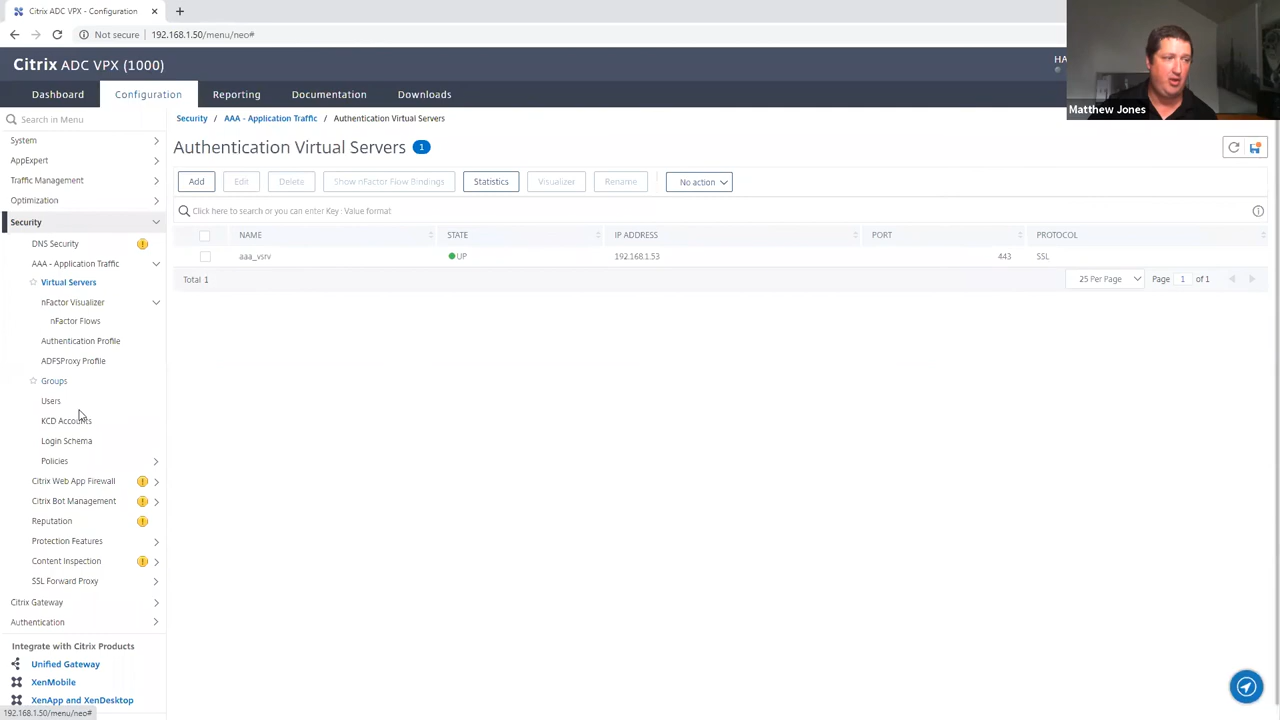 Citrix ADC VPX - Configuration
Not secure 192.168.1.50/menu/neo#
Citrix ADC VPX (1000)
HA
Matthew Jones
Dashboard Configuration Reporting Documentation Downloads
Search in Menu
System
AppExpert
Traffic Management
Optimization
Security
DNS Security
AAA - Application Traffic
Virtual Servers
nFactor Visualizer
nFactor Flows
Authentication Profile
ADFSProxy Profile
Groups
Users
KCD Accounts
Login Schema
Policies
Citrix Web App Firewall
Citrix Bot Management
Reputation
Protection Features
Content Inspection
SSL Forward Proxy
Citrix Gateway
Authentication
Integrate with Citrix Products
Unified Gateway
XenMobile
XenApp and XenDesktop
192.168.1.50/menu/neo#
Security / AAA - Application Traffic / Authentication Virtual Servers
Authentication Virtual Servers 1
Add Edit Delete Show nFactor Flow Bindings Statistics Visualizer Rename No action
Click here to search or you can enter Key : Value format
NAME STATE IP ADDRESS PORT PROTOCOL
aaa_vsrv UP 192.168.1.53 443 SSL
Total 1 25 Per Page Page 1 of 1